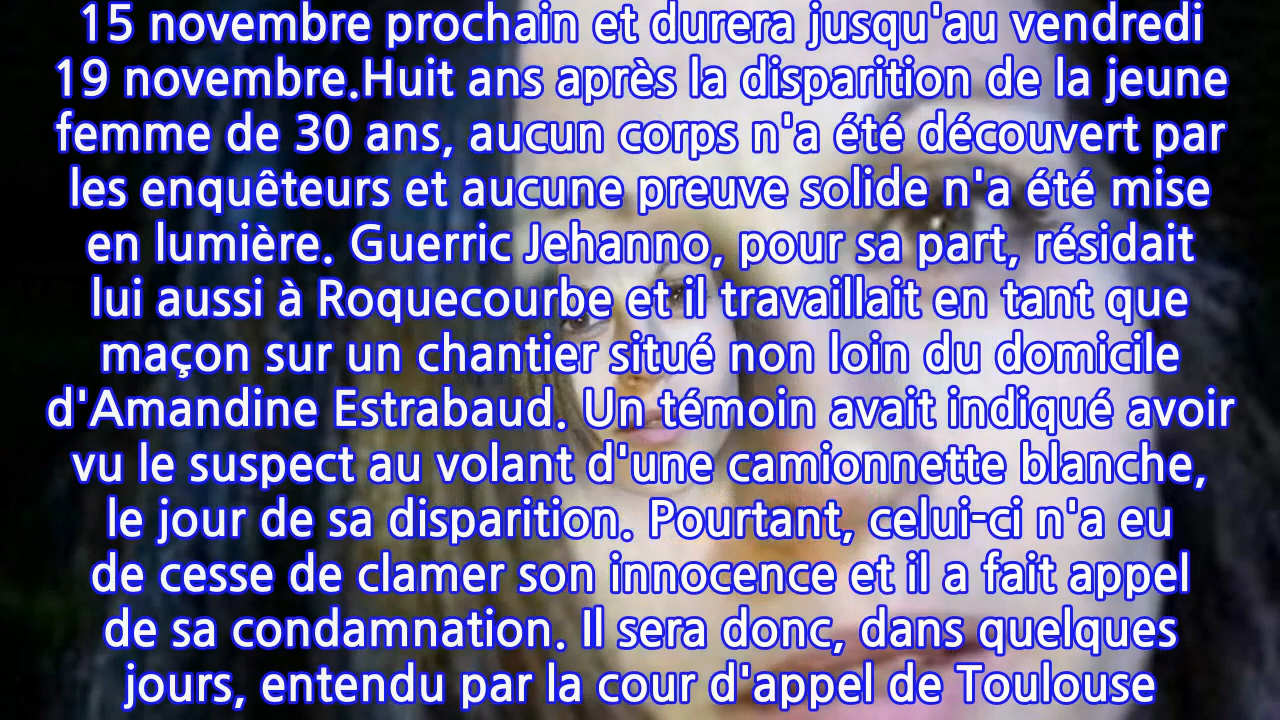 15 novembre prochain et durera jusqu'au vendredi
19 novembre.Huit ans après la disparition de la jeune
femme de 30 ans, aucun corps n'a été découvert par
les enquêteurs et aucune preuve solide n'a été mise
en lumière. Guerric Jehanno, pour sa part, résidait
lui aussi à Roquecourbe et il travaillait en tant que
maçon sur un chantier situé non loin du domicile
d'Amandine Estrabaud. Un témoin avait indiqué avoir
vu le suspect au volant d'une camionnette blanche,
le jour de sa disparition. Pourtant, celui-ci n'a eu
de cesse de clamer son innocence et il a fait appel
de sa condamnation. Il sera donc, dans quelques
jours, entendu par la cour d'appel de Toulouse